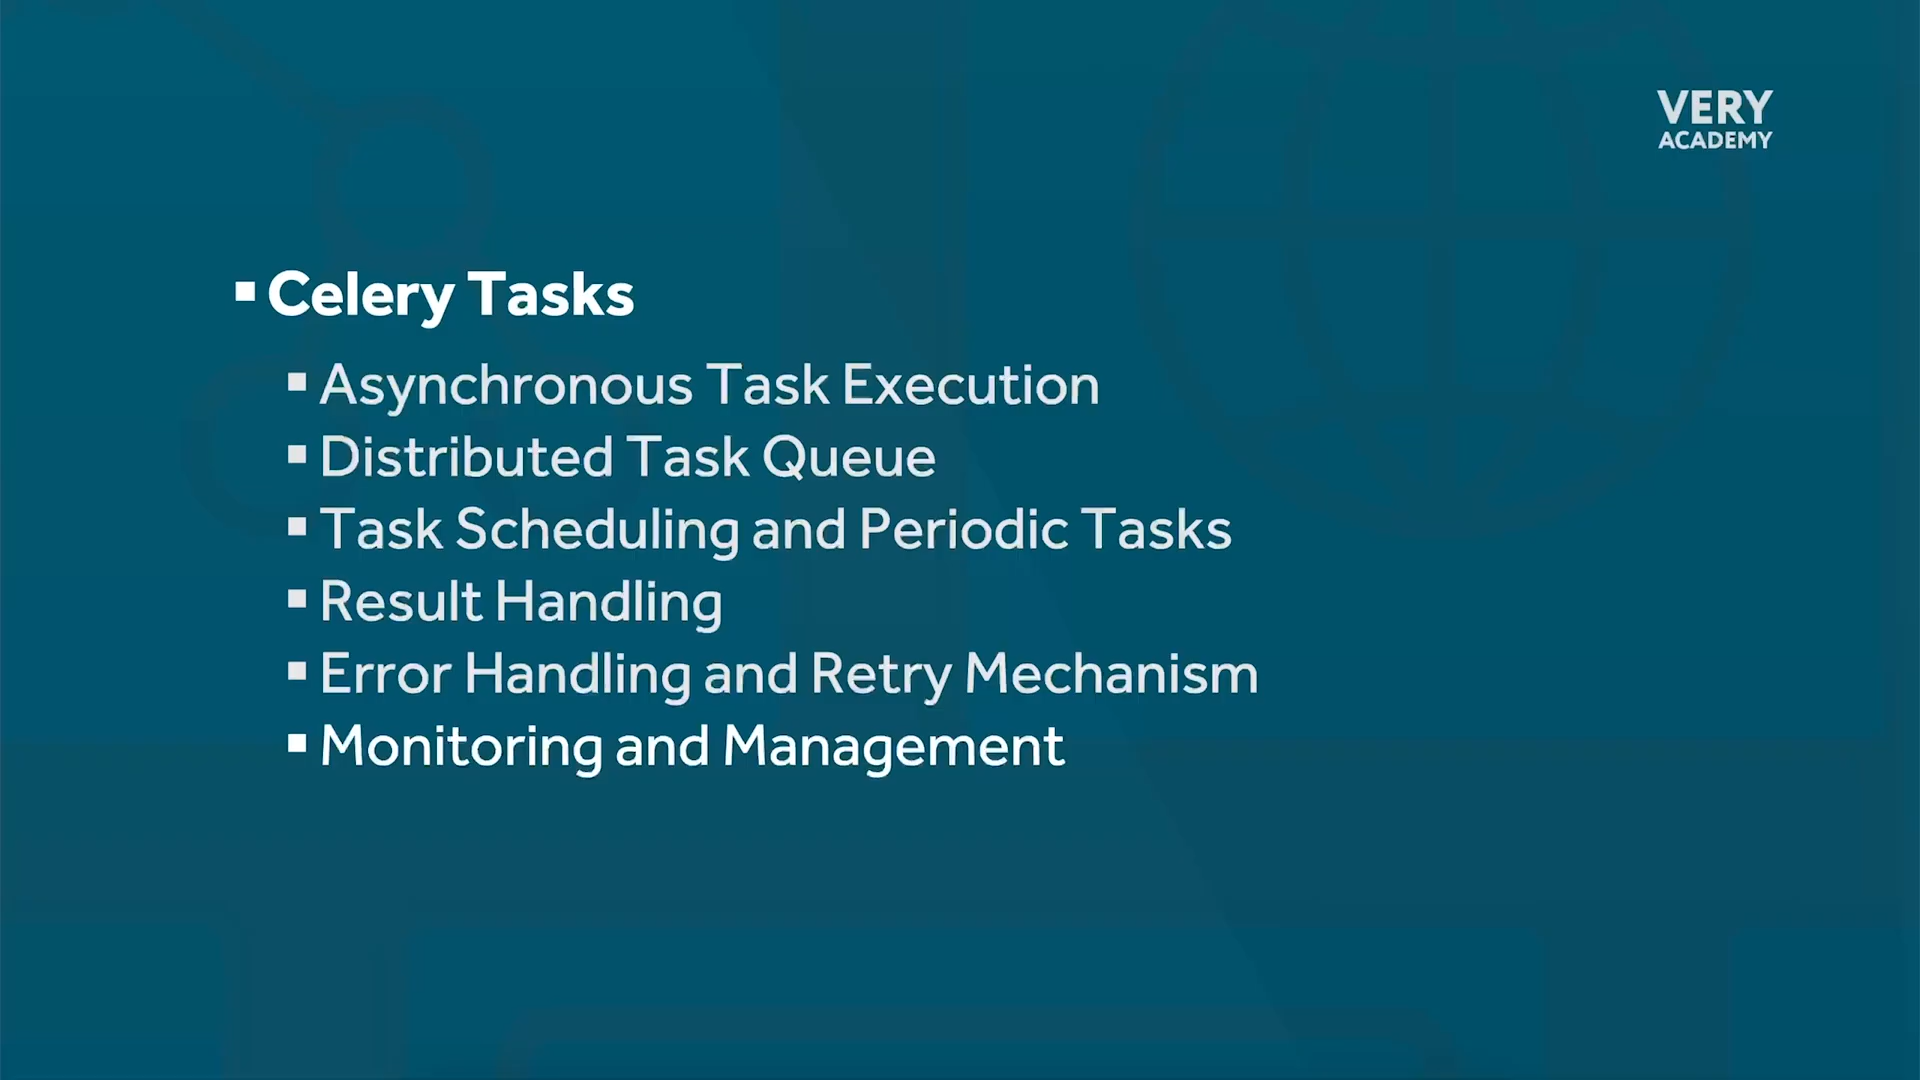 VERY
ACADEMY
▪ Celery Tasks
▪ Asynchronous Task Execution
▪ Distributed Task Queue
▪ Task Scheduling and Periodic Tasks
▪ Result Handling
▪ Error Handling and Retry Mechanism
▪ Monitoring and Management